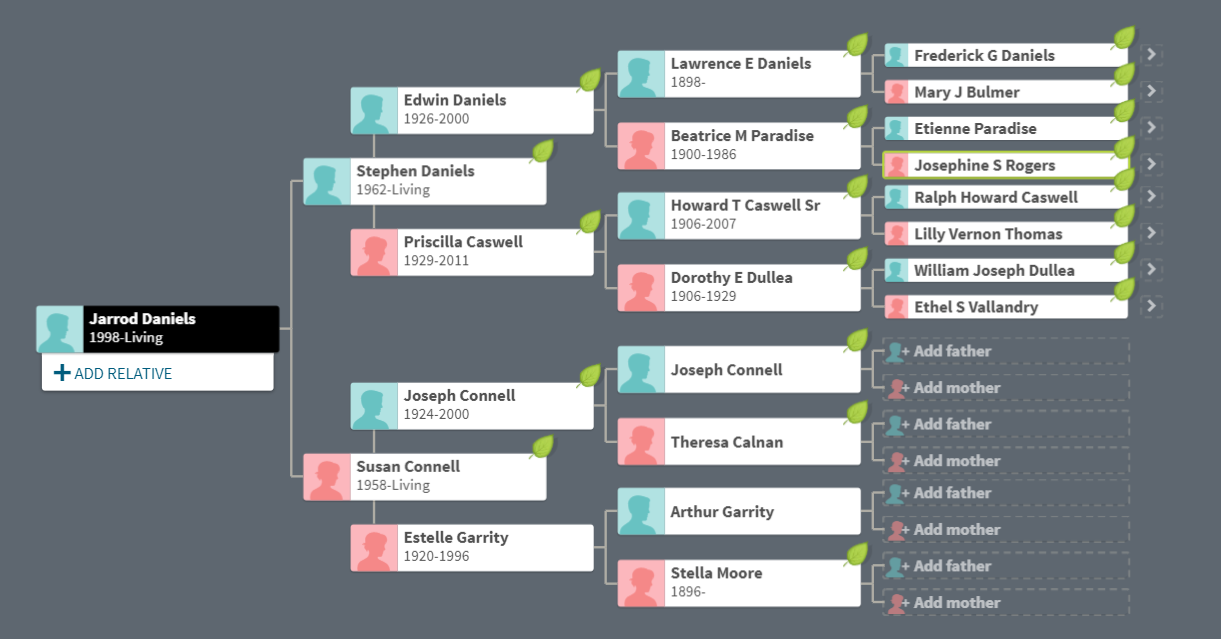 Jarrod Daniels
1998-Living
+ ADD RELATIVE
Stephen Daniels
1962-Living
Edwin Daniels
1926-2000
Priscilla Caswell
1929-2011
Susan Connell
1958-Living
Joseph Connell
1924-2000
Estelle Garrity
1920-1996
Lawrence E Daniels
1898-
Beatrice M Paradise
1900-1986
Howard T Caswell Sr
1906-2007
Dorothy E Dullea
1906-1929
Joseph Connell
Theresa Calnan
Arthur Garrity
Stella Moore
1896-
Frederick G Daniels
Mary J Bulmer
Etienne Paradise
Josephine S Rogers
Ralph Howard Caswell
Lilly Vernon Thomas
William Joseph Dullea
Ethel S Vallandry
+ Add father
+ Add mother
+ Add father
+ Add mother
+ Add father
+ Add mother
+ Add father
+ Add mother